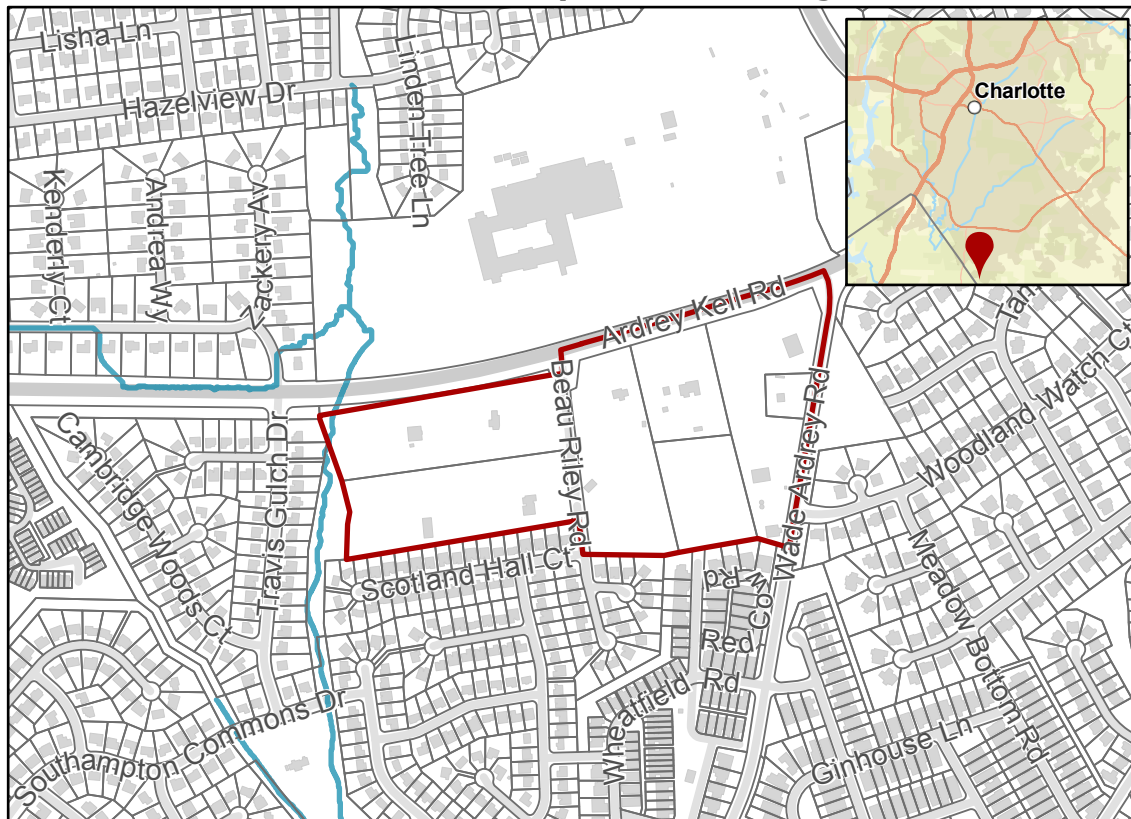 Lisha Ln
Linden Tree Ln
Hazelview Dr
Charlotte
Kenderly Ct
Andrea Wy
Zackery Av
Ardrey Kell Rd
Beau Riley Rd
Wade Ardrey Rd
Tam
Woodland Watch Ct
Cambridge Woods Ct
Travis Gulch Dr
Scotland Hall Ct
Meadow Bottom Rd
Red
Wheatfield Rd
Southampton Commons Dr
Ginhouse Ln